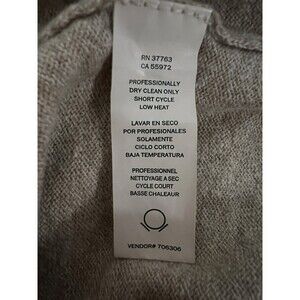 RN 37763
CA 55972
PROFESSIONALLY
DRY CLEAN ONLY
SHORT CYCLE
LOW HEAT
LAVAR EN SECO
POR PROFESIONALES
SOLAMENTE
CICLO CORTO
BAJA TEMPERATURA
PROFESSIONNEL
NETTOYAGE A SEC
CYCLE COURT
BASSE CHALEUR
VENDOR# 706306